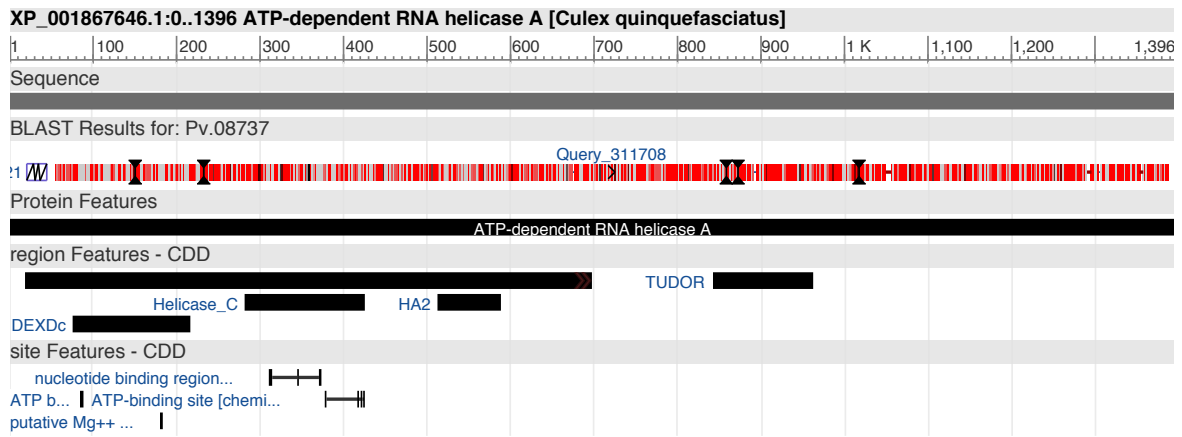 XP_001867646.1:0..1396 ATP-dependent RNA helicase A [Culex quinquefasciatus]
1 100 200 300 400 500 600 700 800 900 1 K 1,100 1,200 1,396
Sequence
BLAST Results for: Pv.08737
Query_311708
21
Protein Features
ATP-dependent RNA helicase A
region Features - CDD
TUDOR
Helicase_C HA2
DEXDc
site Features - CDD
nucleotide binding region...
ATP b... ATP-binding site [chemi...
putative Mg++ ...